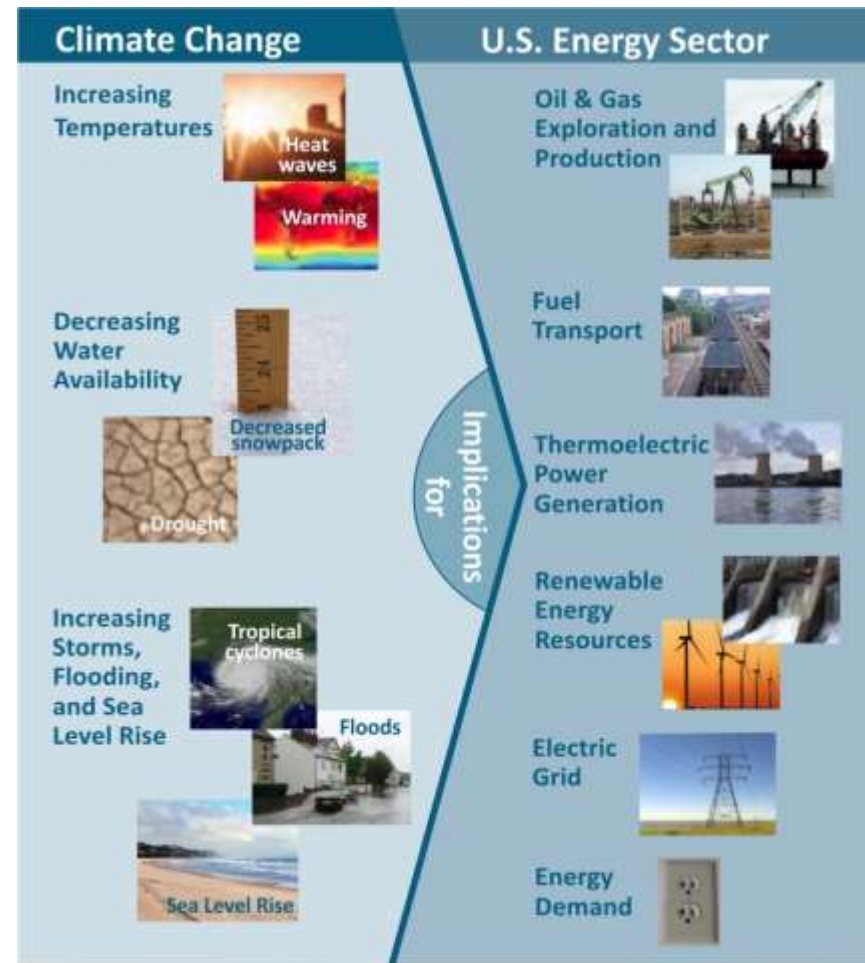 Climate Change
U.S. Energy Sector
Increasing
Temperatures
Heat
waves
Warming
Decreasing
Water
Availability
23
24
Decreased
snowpack
Drought
Increasing
Storms,
Flooding,
and Sea
Level Rise
Tropical
cyclones
Floods
Sea Level Rise
Implications
for
Oil & Gas
Exploration and
Production
Fuel
Transport
Thermoelectric
Power
Generation
Renewable
Energy
Resources
Electric
Grid
Energy
Demand